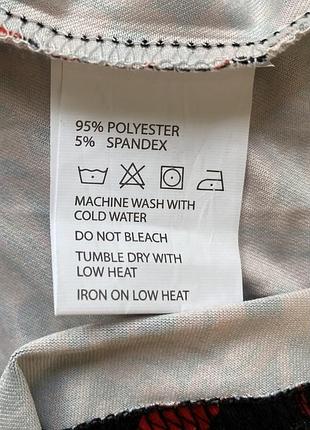 95% POLYESTER
5% SPANDEX
MACHINE WASH WITH
COLD WATER
DO NOT BLEACH
TUMBLE DRY WITH
LOW HEAT
IRON ON LOW HEAT